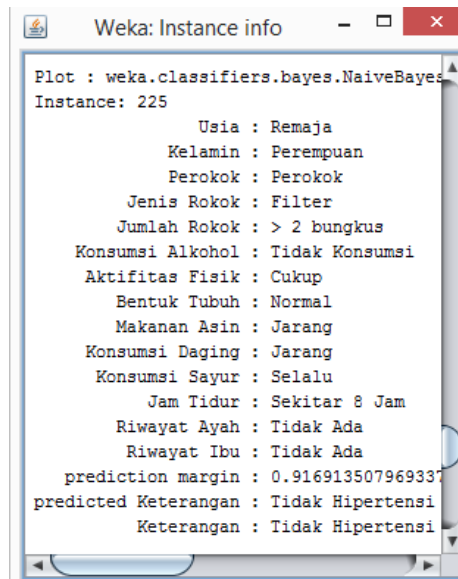 Weka: Instance info
Plot : weka.classifiers.bayes.NaiveBayes
Instance: 225
Usia : Remaja
Kelamin : Perempuan
Perokok : Perokok
Jenis Rokok : Filter
Jumlah Rokok : > 2 bungkus
Konsumsi Alkohol : Tidak Konsumsi
Aktifitas Fisik : Cukup
Bentuk Tubuh : Normal
Makanan Asin : Jarang
Konsumsi Daging : Jarang
Konsumsi Sayur : Selalu
Jam Tidur : Sekitar 8 Jam
Riwayat Ayah : Tidak Ada
Riwayat Ibu : Tidak Ada
prediction margin : 0.916913507969337
predicted Keterangan : Tidak Hipertensi
Keterangan : Tidak Hipertensi